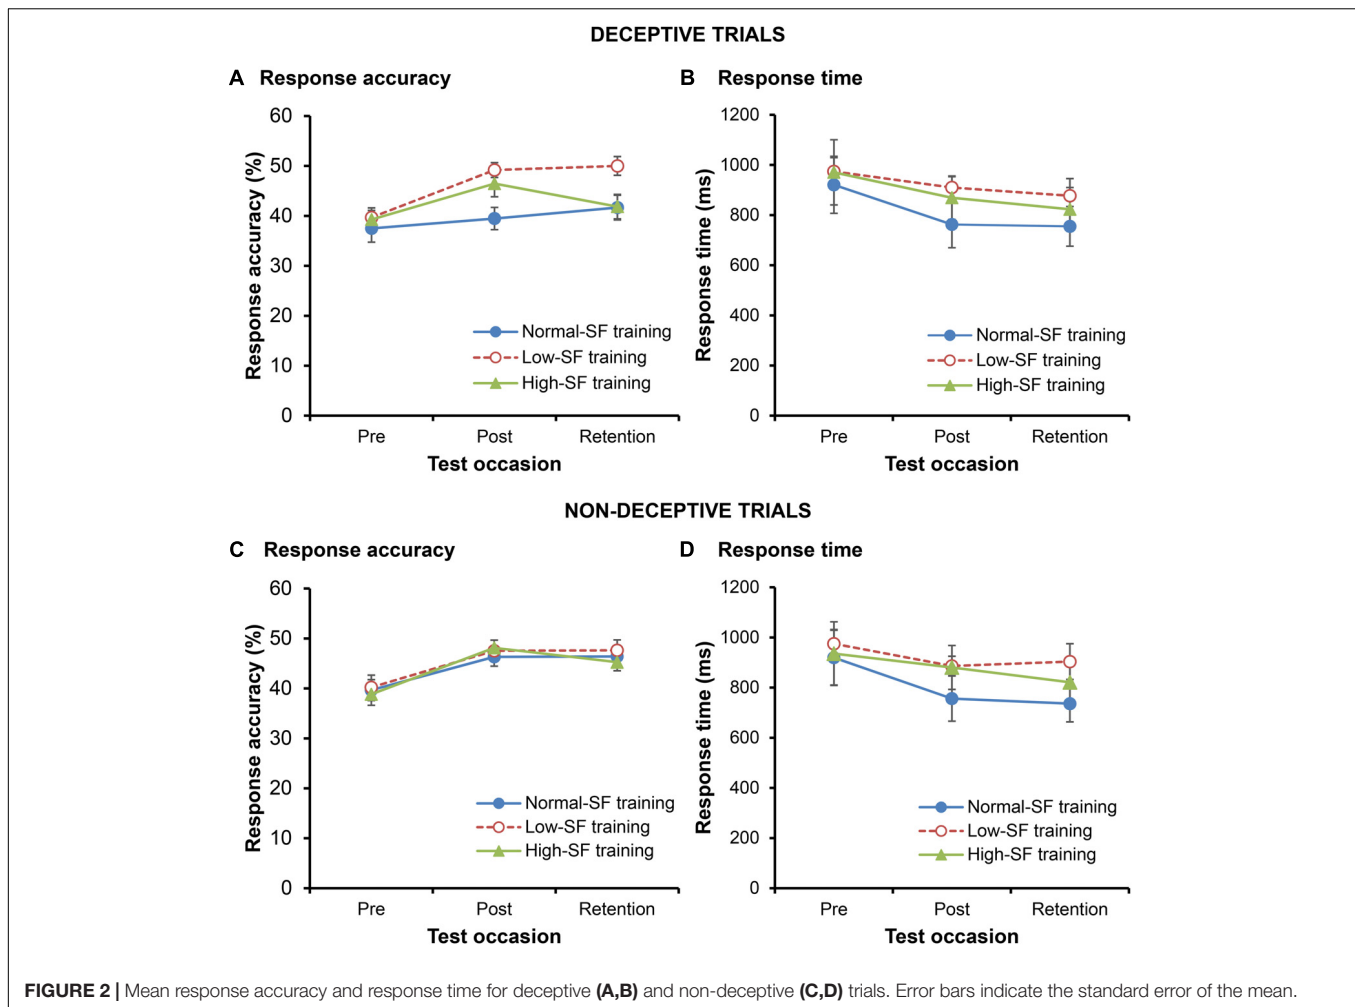 DECEPTIVE TRIALS
A Response accuracy
Response accuracy (%)
60
50
40
30
20
10
0
Normal-SF training
Low-SF training
High-SF training
Pre Post Retention
Test occasion
B Response time
Response time (ms)
1200
1000
800
600
400
200
0
Normal-SF training
Low-SF training
High-SF training
Pre Post Retention
Test occasion
NON-DECEPTIVE TRIALS
C Response accuracy
Response accuracy (%)
60
50
40
30
20
10
0
Normal-SF training
Low-SF training
High-SF training
Pre Post Retention
Test occasion
D Response time
Response time (ms)
1200
1000
800
600
400
200
0
Normal-SF training
Low-SF training
High-SF training
Pre Post Retention
Test occasion
FIGURE 2 | Mean response accuracy and response time for deceptive (A,B) and non-deceptive (C,D) trials. Error bars indicate the standard error of the mean.